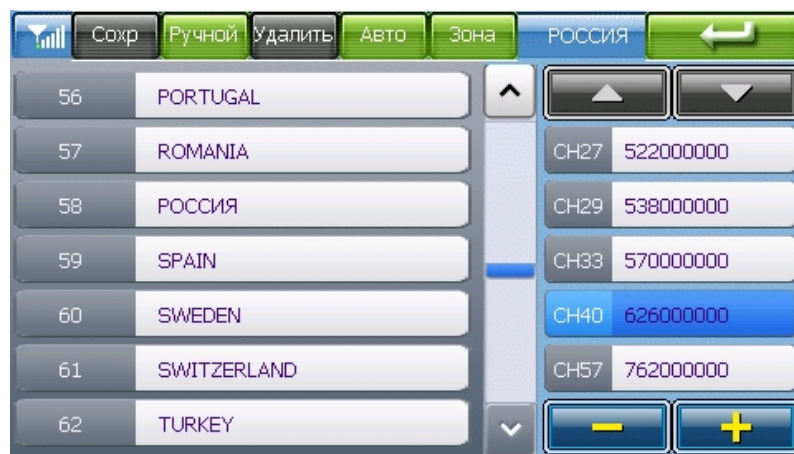 Сохр Ручной Удалить Авто Зона РОССИЯ
56 PORTUGAL
57 ROMANIA
58 РОССИЯ
59 SPAIN
60 SWEDEN
61 SWITZERLAND
62 TURKEY
CH27 522000000
CH29 538000000
CH33 570000000
CH40 626000000
CH57 762000000